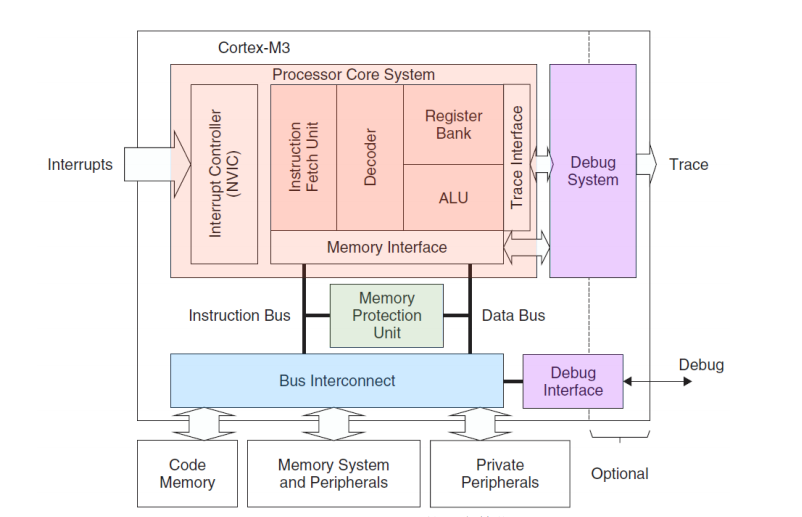 Cortex-M3
Processor Core System
Interrupts
Interrupt Controller
(NVIC)
Instruction
Fetch Unit
Decoder
Register
Bank
ALU
Trace Interface
Debug
System
Trace
Memory Interface
Instruction Bus
Memory
Protection
Unit
Data Bus
Bus Interconnect
Debug
Interface
Debug
Code
Memory
Memory System
and Peripherals
Private
Peripherals
Optional